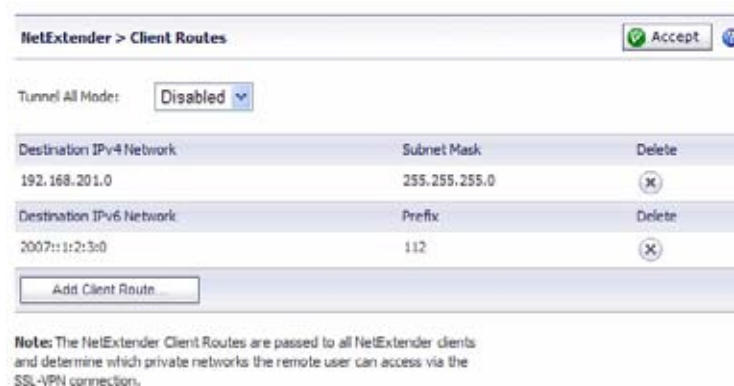 NetExtender > Client Routes
Accept
Tunnel All Mode: Disabled
Destination IPv4 Network Subnet Mask Delete
192.168.201.0 255.255.255.0
Destination IPv6 Network Prefix Delete
2007::1:2:3:0 112
Add Client Route...
Note: The NetExtender Client Routes are passed to all NetExtender clients
and determine which private networks the remote user can access via the
SSL-VPN connection.